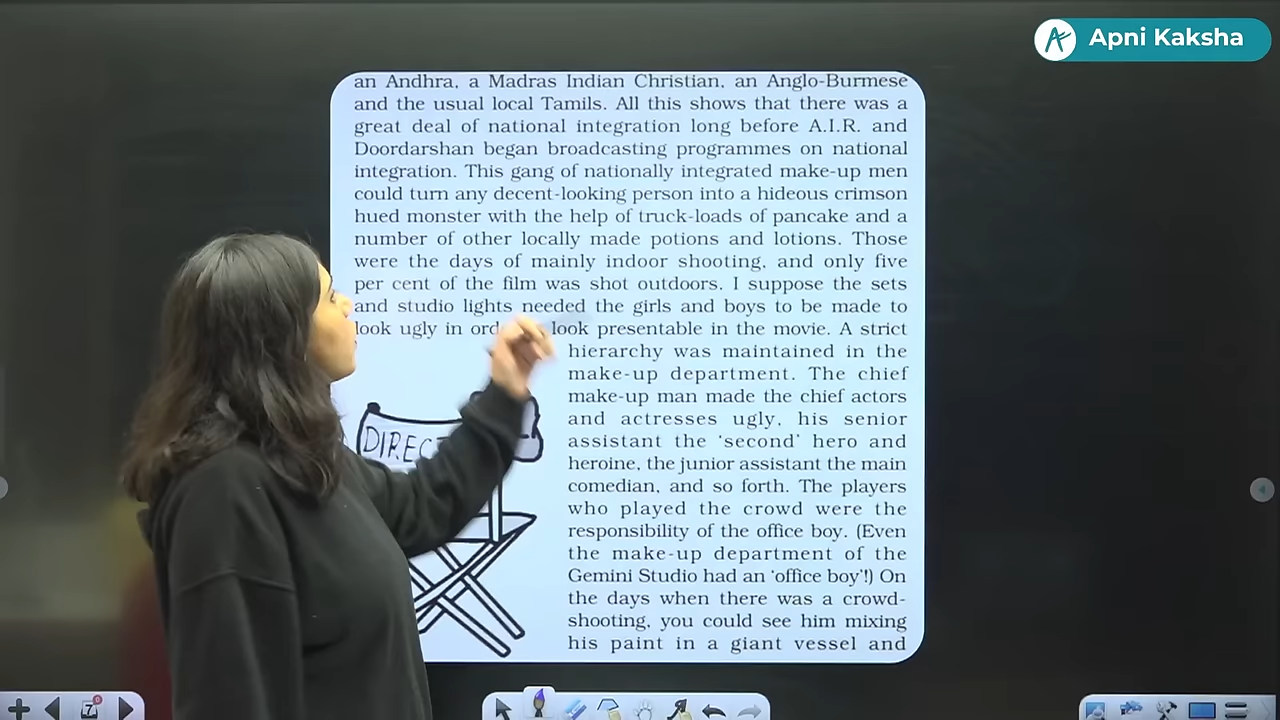 Apni Kaksha
an Andhra, a Madras Indian Christian, an Anglo-Burmese
and the usual local Tamils. All this shows that there was a
great deal of national integration long before A.I.R. and
Doordarshan began broadcasting programmes on national
integration. This gang of nationally integrated make-up men
could turn any decent-looking person into a hideous crimson
hued monster with the help of truck-loads of pancake and a
number of other locally made potions and lotions. Those
were the days of mainly indoor shooting, and only five
per cent of the film was shot outdoors. I suppose the sets
and studio lights needed the girls and boys to be made to
look ugly in look presentable in the movie. A strict
hierarchy was maintained in the
make-up department. The chief
make-up man made the chief actors
and actresses ugly, his senior
assistant the ‘second’ hero and
heroine, the junior assistant the main
comedian, and so forth. The players
who played the crowd were the
responsibility of the office boy. (Even
the make-up department of the
Gemini Studio had an ‘office boy’!) On
the days when there was a crowd-
shooting, you could see him mixing
his paint in a giant vessel and